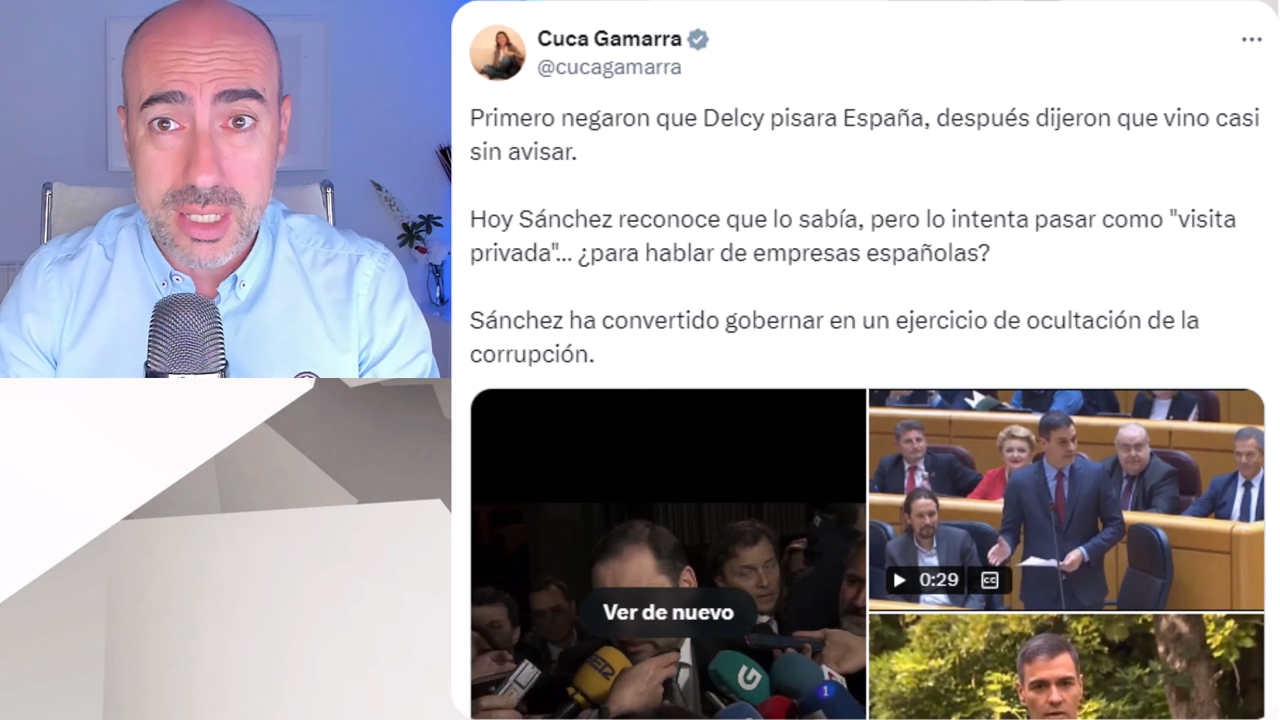 Cuca Gamarra
@cucagamarra
Primero negaron que Delcy pisara España, después dijeron que vino casi
sin avisar.
Hoy Sánchez reconoce que lo sabía, pero lo intenta pasar como "visita
privada"... ¿para hablar de empresas españolas?
Sánchez ha convertido gobernar en un ejercicio de ocultación de la
corrupción.
Ver de nuevo
0:29
CC
SER
G
1